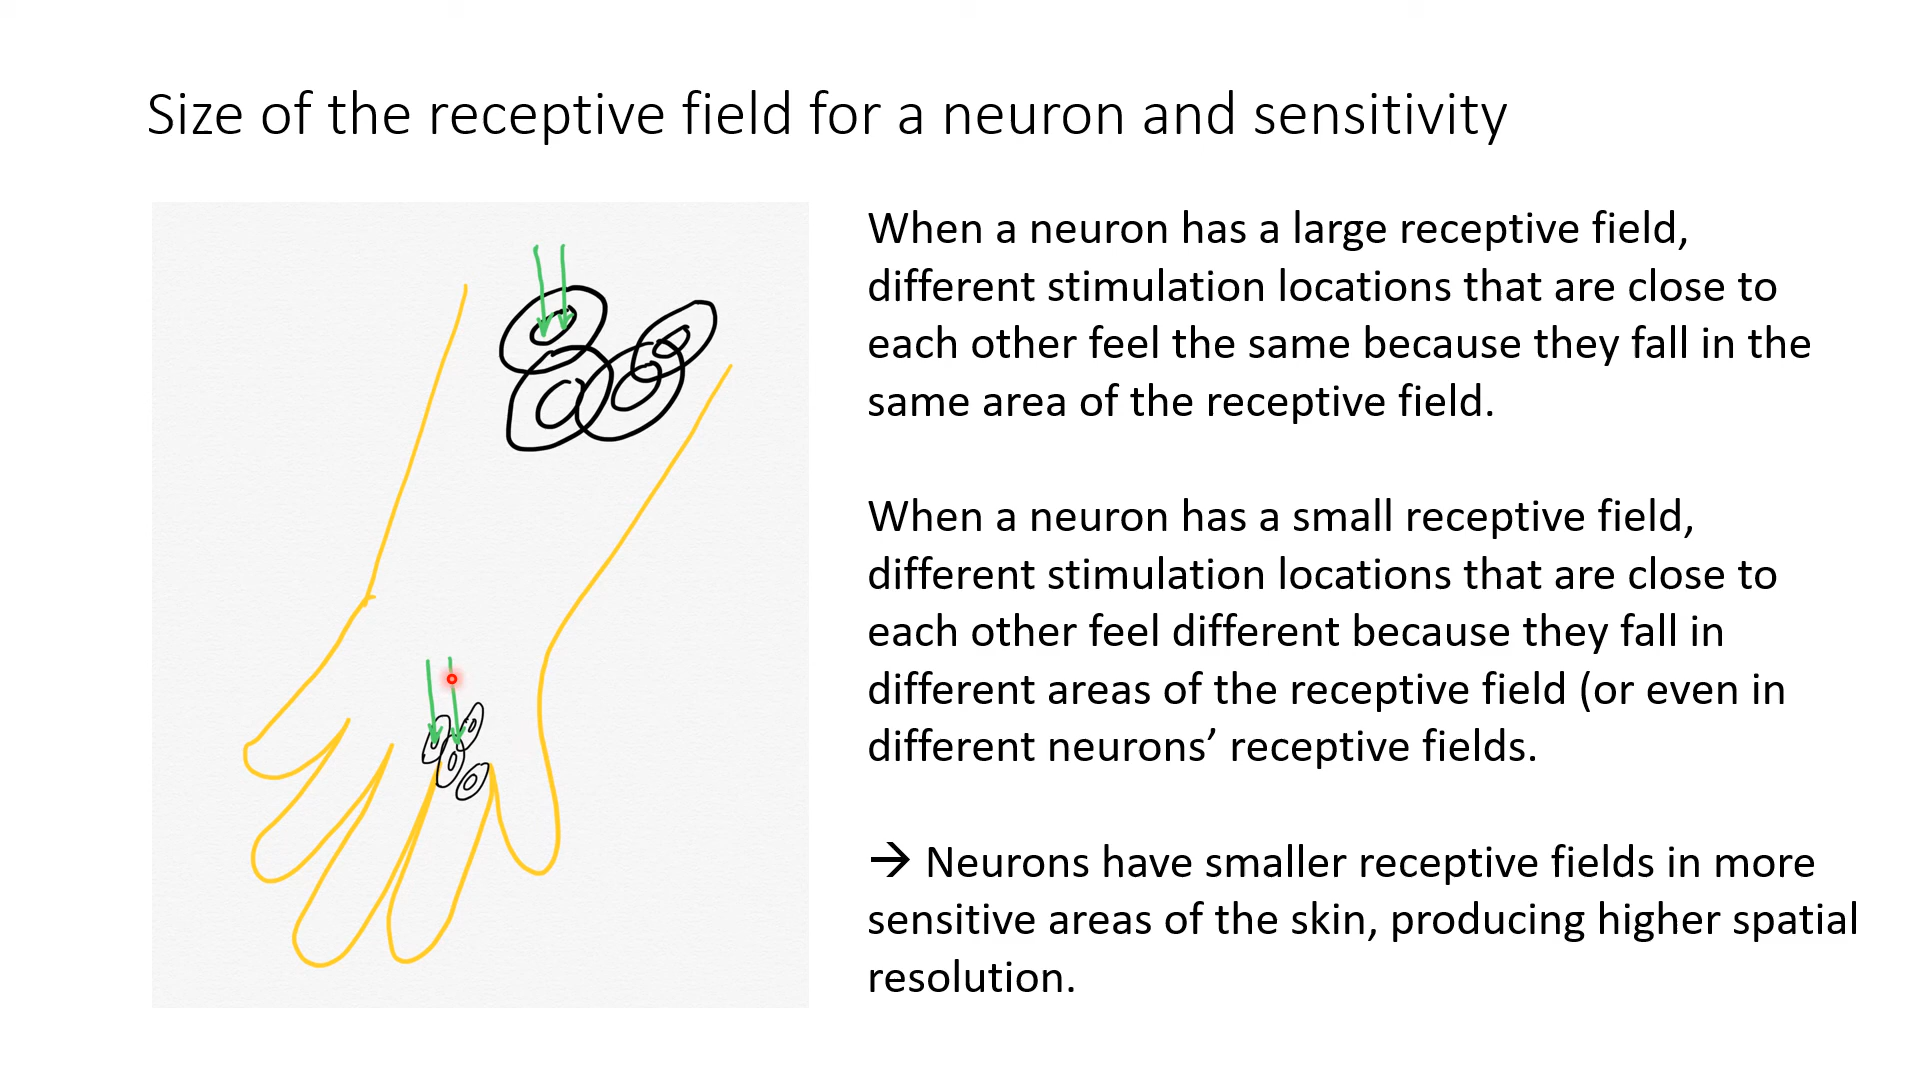 Size of the receptive field for a neuron and sensitivity
When a neuron has a large receptive field,
different stimulation locations that are close to
each other feel the same because they fall in the
same area of the receptive field.
When a neuron has a small receptive field,
different stimulation locations that are close to
each other feel different because they fall in
different areas of the receptive field (or even in
different neurons’ receptive fields.
→ Neurons have smaller receptive fields in more
sensitive areas of the skin, producing higher spatial
resolution.